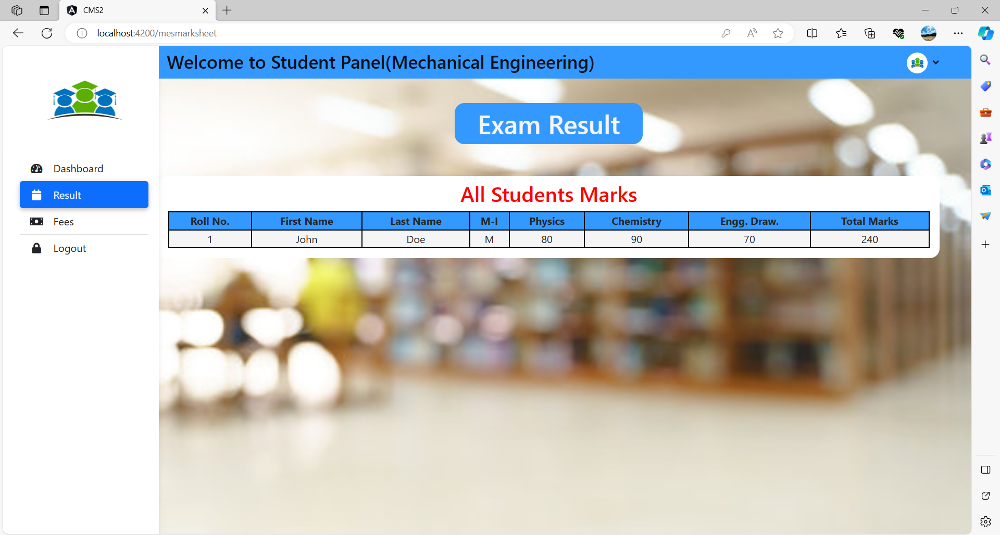 CMS2
localhost:4200/mesmarksheet
Welcome to Student Panel(Mechanical Engineering)
Dashboard
Result
Fees
Logout
Exam Result
All Students Marks
Roll No. First Name Last Name M-I Physics Chemistry Engg. Draw. Total Marks
1 John Doe M 80 90 70 240